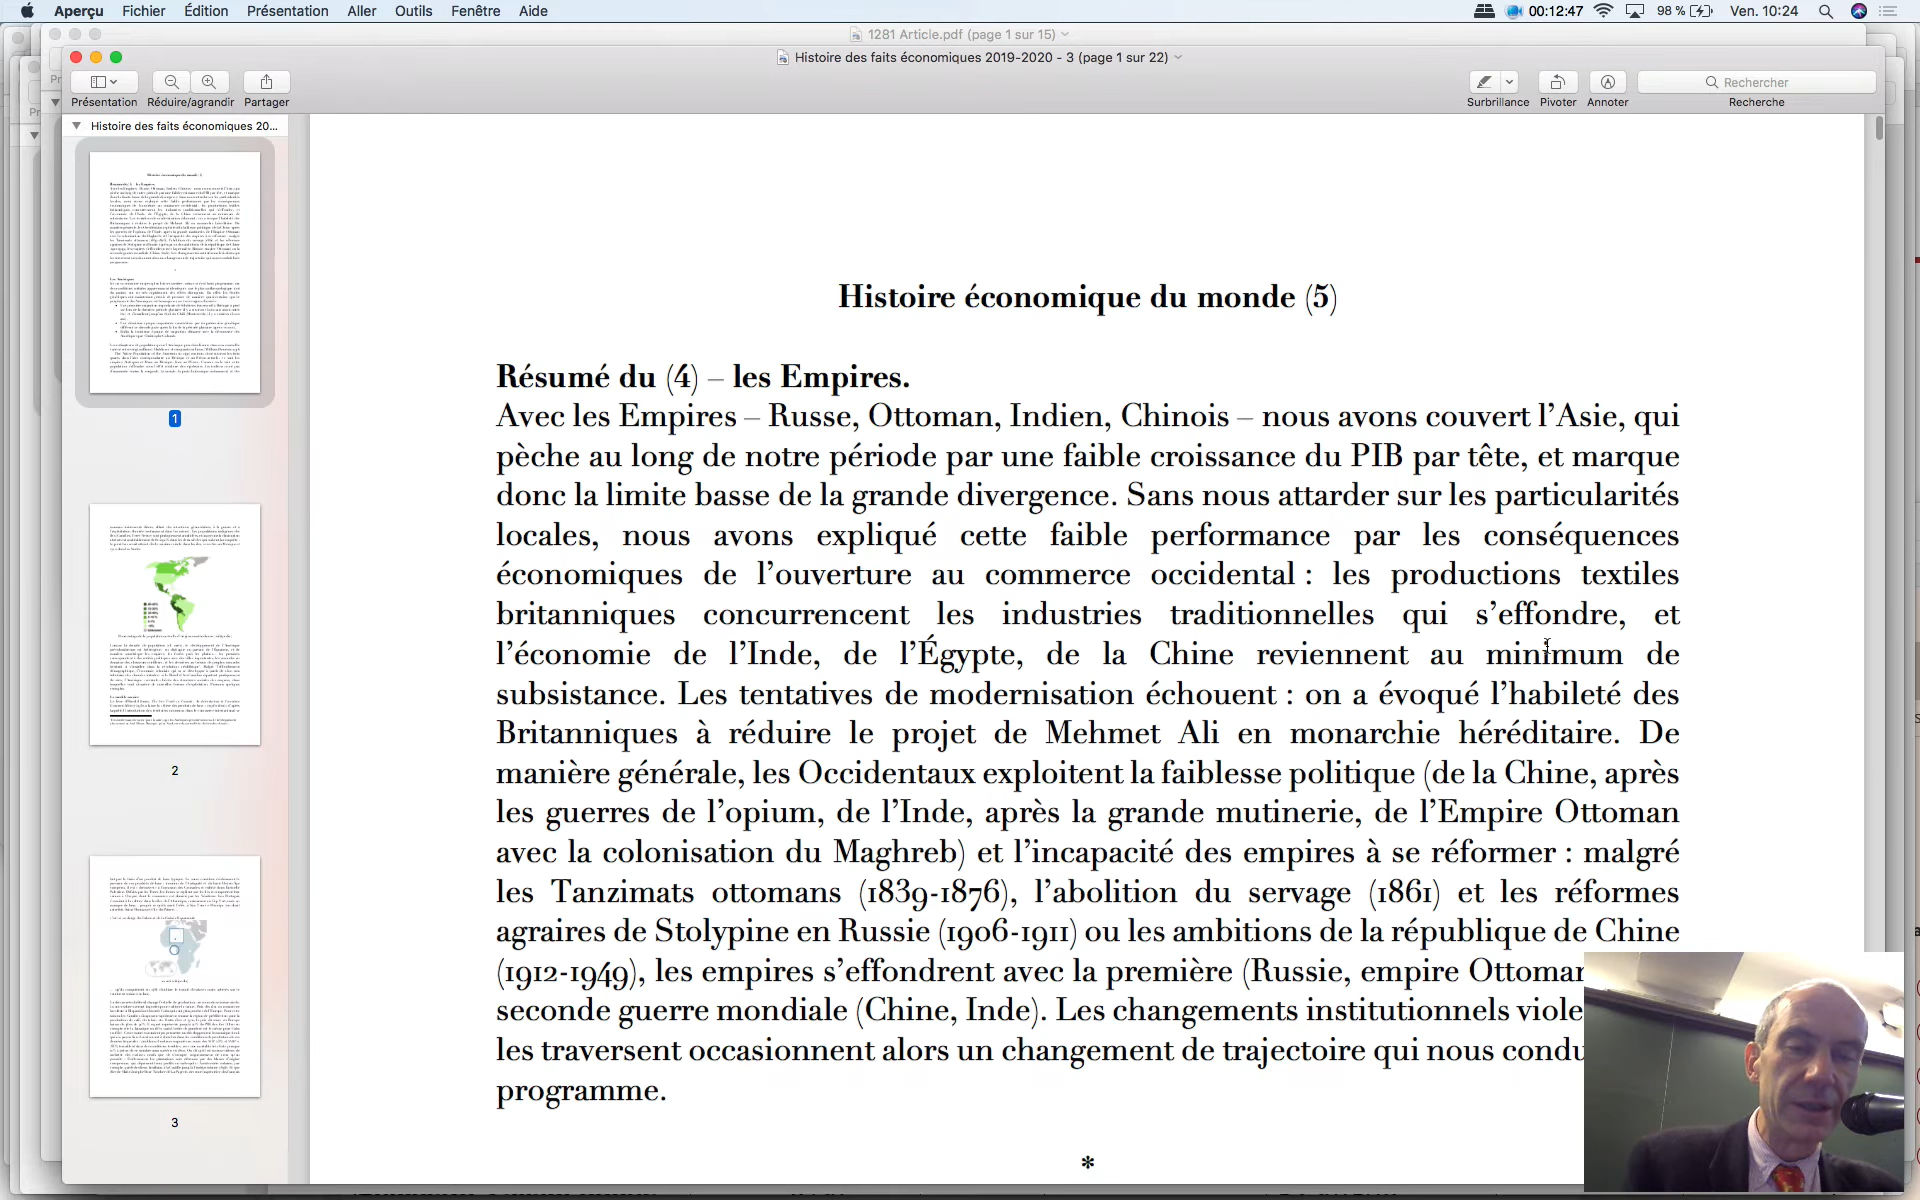 Aperçu Fichier Édition Présentation Aller Outils Fenêtre Aide 00:12:47 98 % Ven. 10:24
1281 Article.pdf (page 1 sur 15)
Histoire des faits économiques 2019-2020 - 3 (page 1 sur 22)
Rechercher
Présentation Réduire/agrandir Partager Surbrillance Pivoter Annoter Recherche
Histoire des faits économiques 20...
1
2
3
Histoire économique du monde (5)
Résumé du (4) – les Empires.
Avec les Empires – Russe, Ottoman, Indien, Chinois – nous avons couvert l'Asie, qui
pèche au long de notre période par une faible croissance du PIB par tête, et marque
donc la limite basse de la grande divergence. Sans nous attarder sur les particularités
locales, nous avons expliqué cette faible performance par les conséquences
économiques de l'ouverture au commerce occidental : les productions textiles
britanniques concurrencent les industries traditionnelles qui s'effondre, et
l'économie de l'Inde, de l'Égypte, de la Chine reviennent au minimum de
subsistance. Les tentatives de modernisation échouent : on a évoqué l'habileté des
Britanniques à réduire le projet de Mehmet Ali en monarchie héréditaire. De
manière générale, les Occidentaux exploitent la faiblesse politique (de la Chine, après
les guerres de l'opium, de l'Inde, après la grande mutinerie, de l'Empire Ottoman
avec la colonisation du Maghreb) et l'incapacité des empires à se réformer : malgré
les Tanzimats ottomans (1839-1876), l'abolition du servage (1861) et les réformes
agraires de Stolypine en Russie (1906-1911) ou les ambitions de la république de Chine
(1912-1949), les empires s'effondrent avec la première (Russie, empire Ottoman
seconde guerre mondiale (Chine, Inde). Les changements institutionnels viole
les traversent occasionnent alors un changement de trajectoire qui nous condu
programme.
*